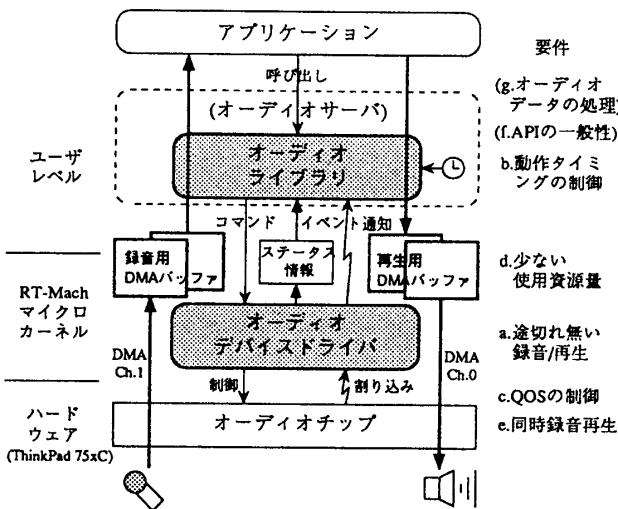 アプリケーション
要件
呼び出し
(g.オーディオ
データの処理)
(オーディオサーバ)
(f.APIの一般性)
オーディオ
ライブラリ
ユーザ
レベル
b.動作タイミ
ングの制御
コマンド
イベント通知
録音用
DMAバッファ
ステータス
情報
再生用
DMAバッファ
d.少ない
使用資源量
RT-Mach
マイクロ
カーネル
オーディオ
デバイスドライバ
a.途切れ無い
録音/再生
DMA
Ch.1
DMA
Ch.0
制御
割り込み
c.QOSの制御
ハード
ウェア
(ThinkPad 75xC)
オーディオチップ
e.同時録音再生